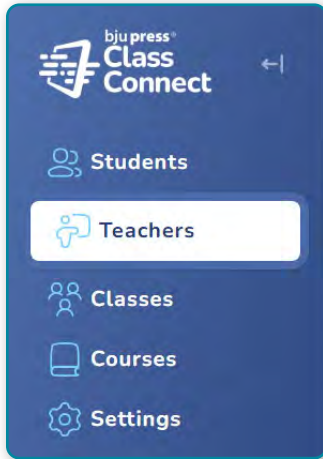 bju press®
Class
Connect
Students
Teachers
Classes
Courses
Settings